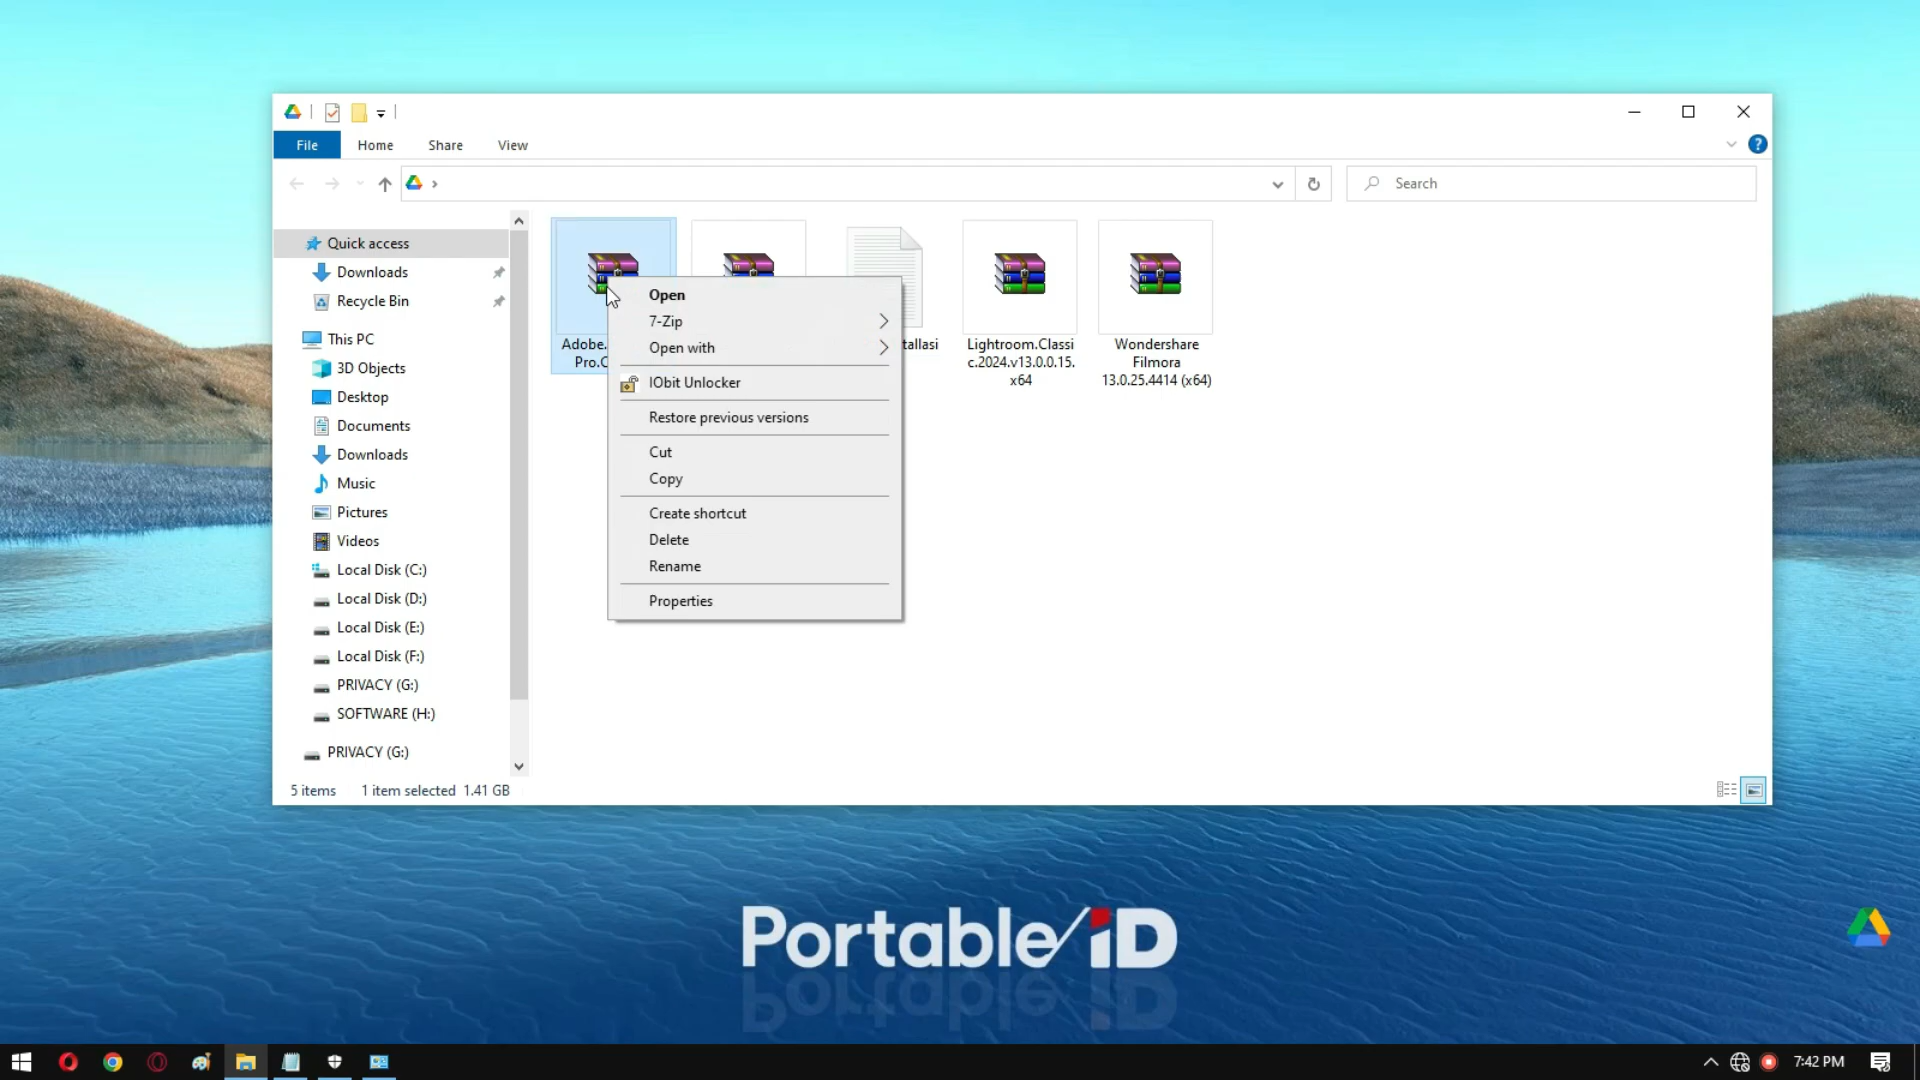 File
Home
Share
View
Search
Quick access
Downloads
Recycle Bin
This PC
3D Objects
Desktop
Documents
Downloads
Music
Pictures
Videos
Local Disk (C:)
Local Disk (D:)
Local Disk (E:)
Local Disk (F:)
PRIVACY (G:)
SOFTWARE (H:)
PRIVACY (G:)
Adobe.
Pro.C
tallasi
Lightroom.Classi
c.2024.v13.0.0.15.
x64
Wondershare
Filmora
13.0.25.4414 (x64)
Open
7-Zip
Open with
IObit Unlocker
Restore previous versions
Cut
Copy
Create shortcut
Delete
Rename
Properties
5 items
1 item selected 1.41 GB
Portable/iD
7:42 PM